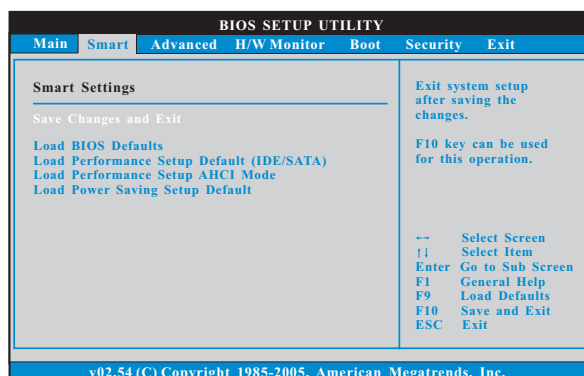 BIOS SETUP UTILITY
Main Smart Advanced H/W Monitor Boot Security Exit
Smart Settings
Save Changes and Exit
Load BIOS Defaults
Load Performance Setup Default (IDE/SATA)
Load Performance Setup AHCI Mode
Load Power Saving Setup Default
Exit system setup
after saving the
changes.
F10 key can be used
for this operation.
←→ Select Screen
↑↓ Select Item
Enter Go to Sub Screen
F1 General Help
F9 Load Defaults
F10 Save and Exit
ESC Exit
v02.54 (C) Copyright 1985-2005, American Megatrends, Inc.